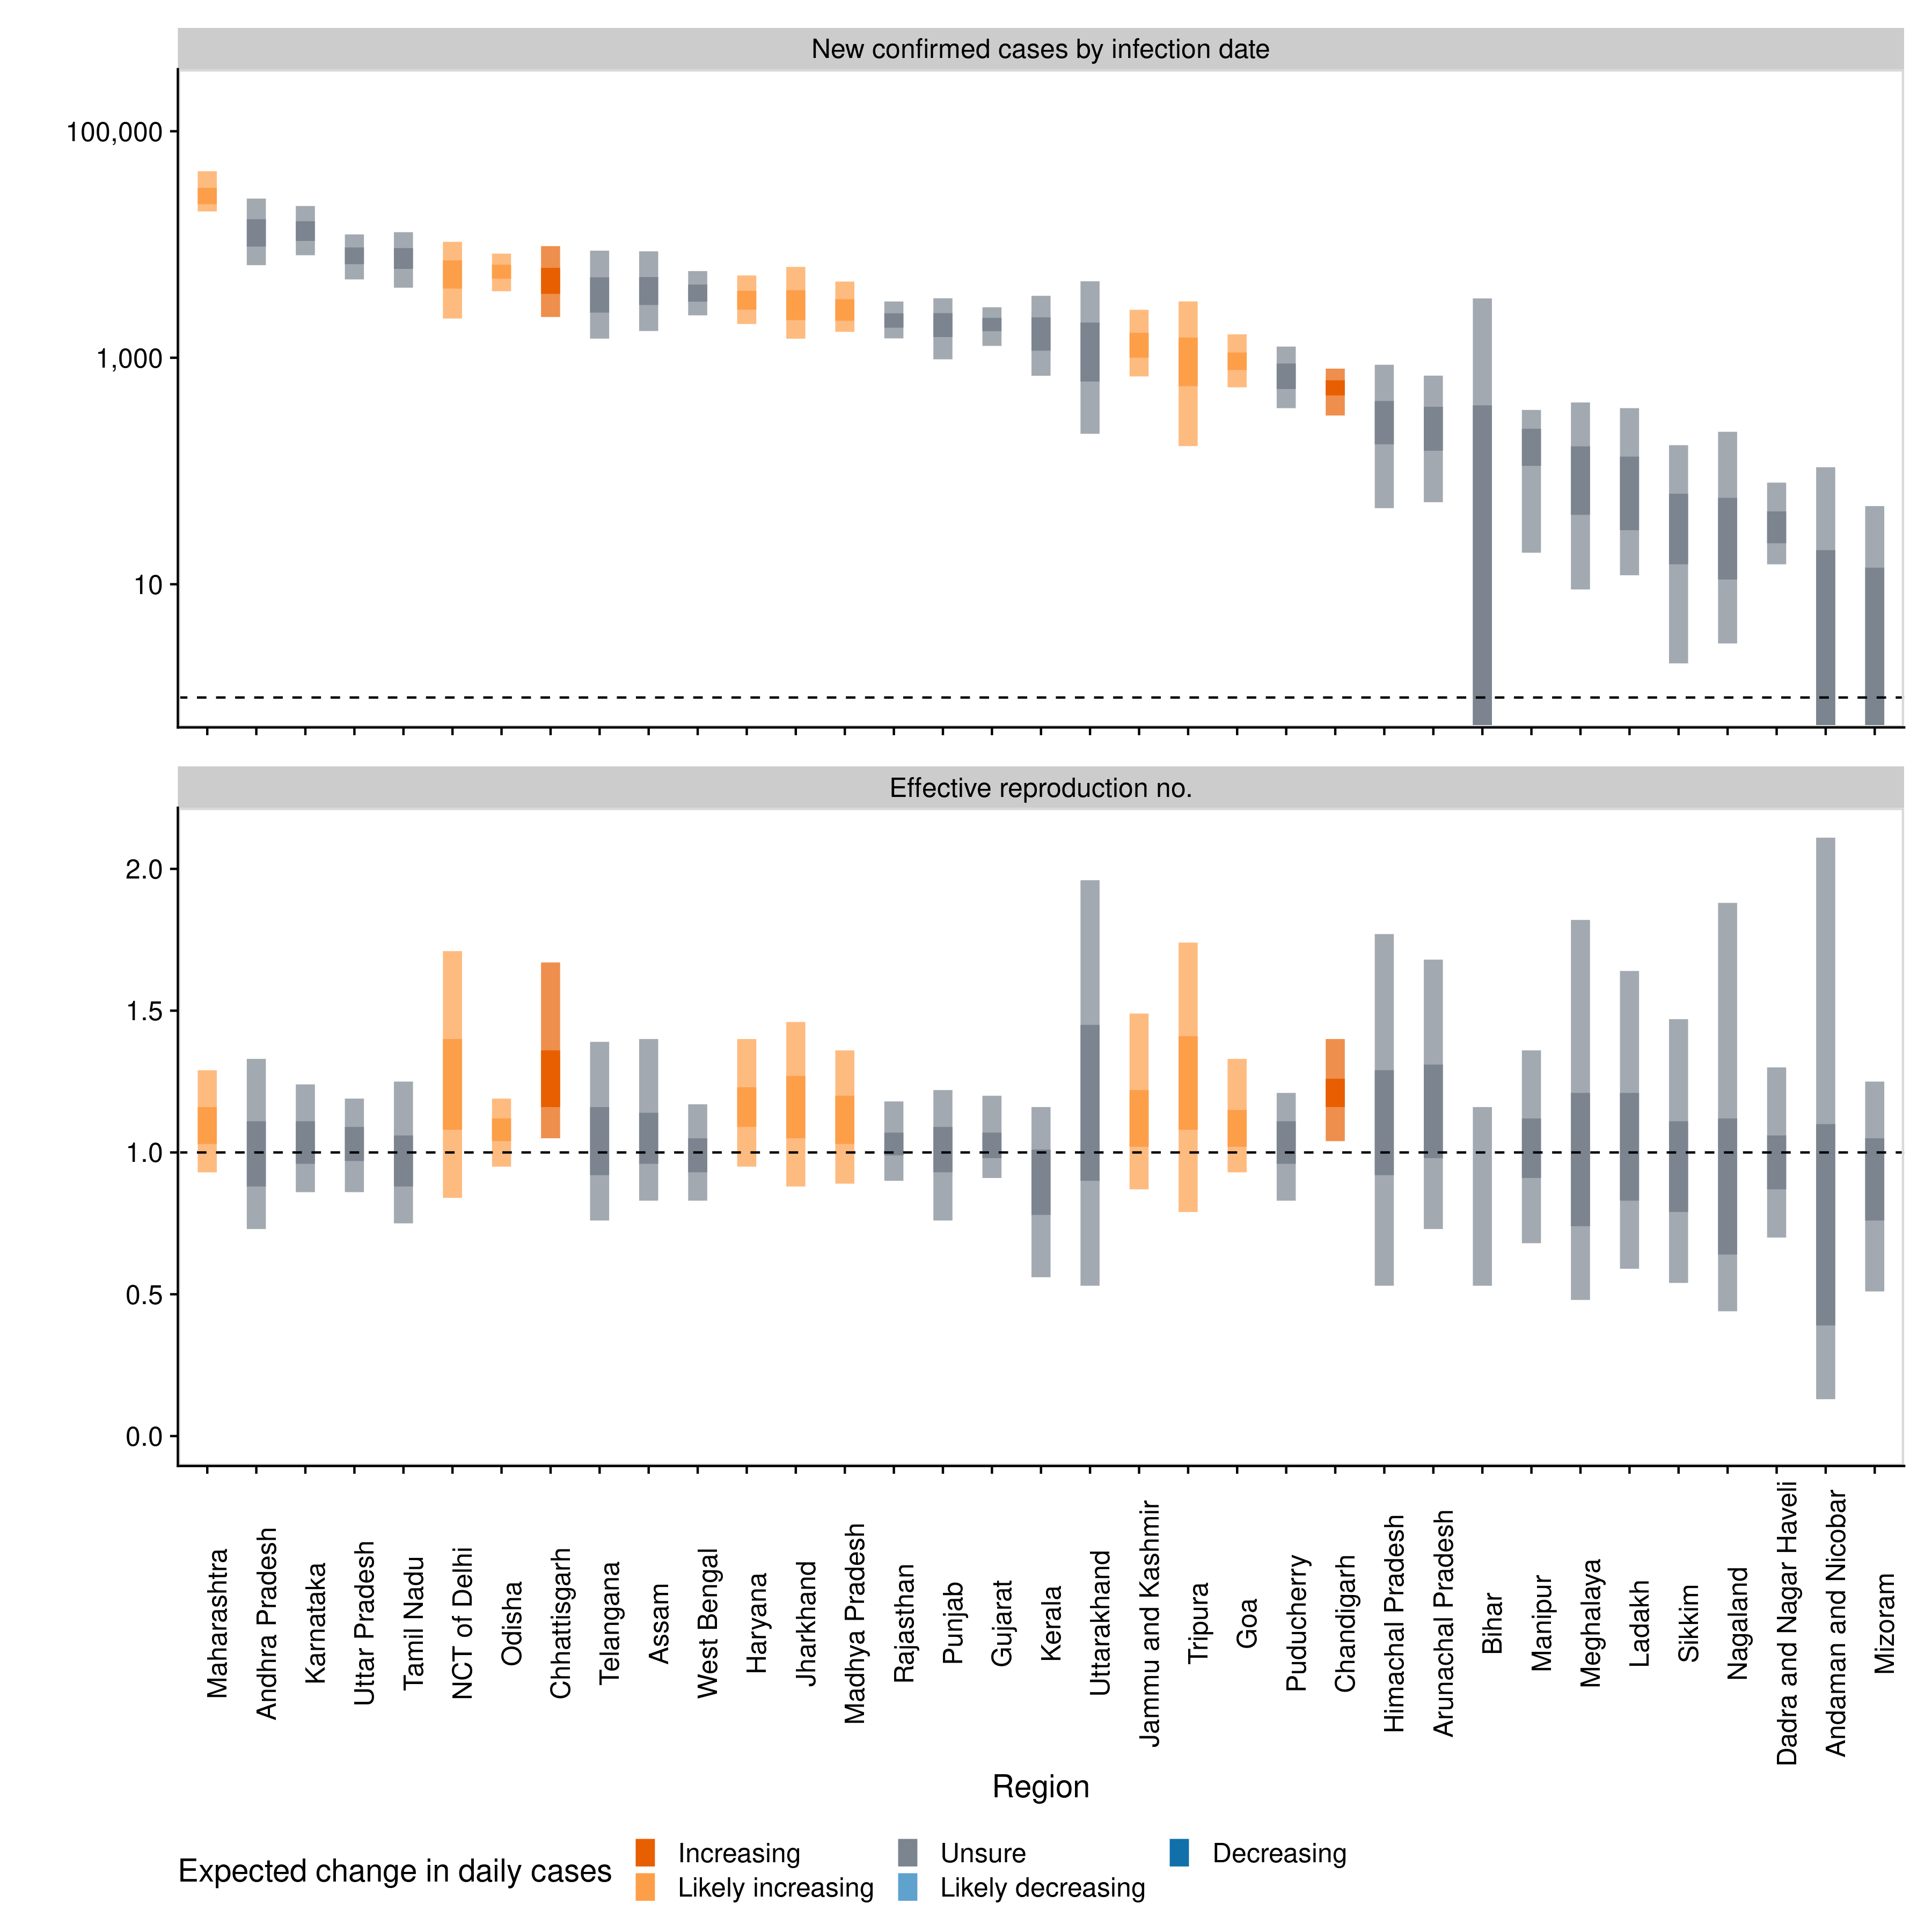 New confirmed cases by infection date
100,000
1,000
10
Effective reproduction no.
2.0
1.5
1.0
0.5
0.0
Maharashtra
Andhra Pradesh
Karnataka
Uttar Pradesh
Tamil Nadu
NCT of Delhi
Odisha
Chhattisgarh
Telangana
Assam
West Bengal
Haryana
Jharkhand
Madhya Pradesh
Rajasthan
Punjab
Gujarat
Kerala
Uttarakhand
Jammu and Kashmir
Tripura
Goa
Puducherry
Chandigarh
Himachal Pradesh
Arunachal Pradesh
Bihar
Manipur
Meghalaya
Ladakh
Sikkim
Nagaland
Dadra and Nagar Haveli
Andaman and Nicobar
Mizoram
Region
Expected change in daily cases
Increasing
Likely increasing
Unsure
Likely decreasing
Decreasing